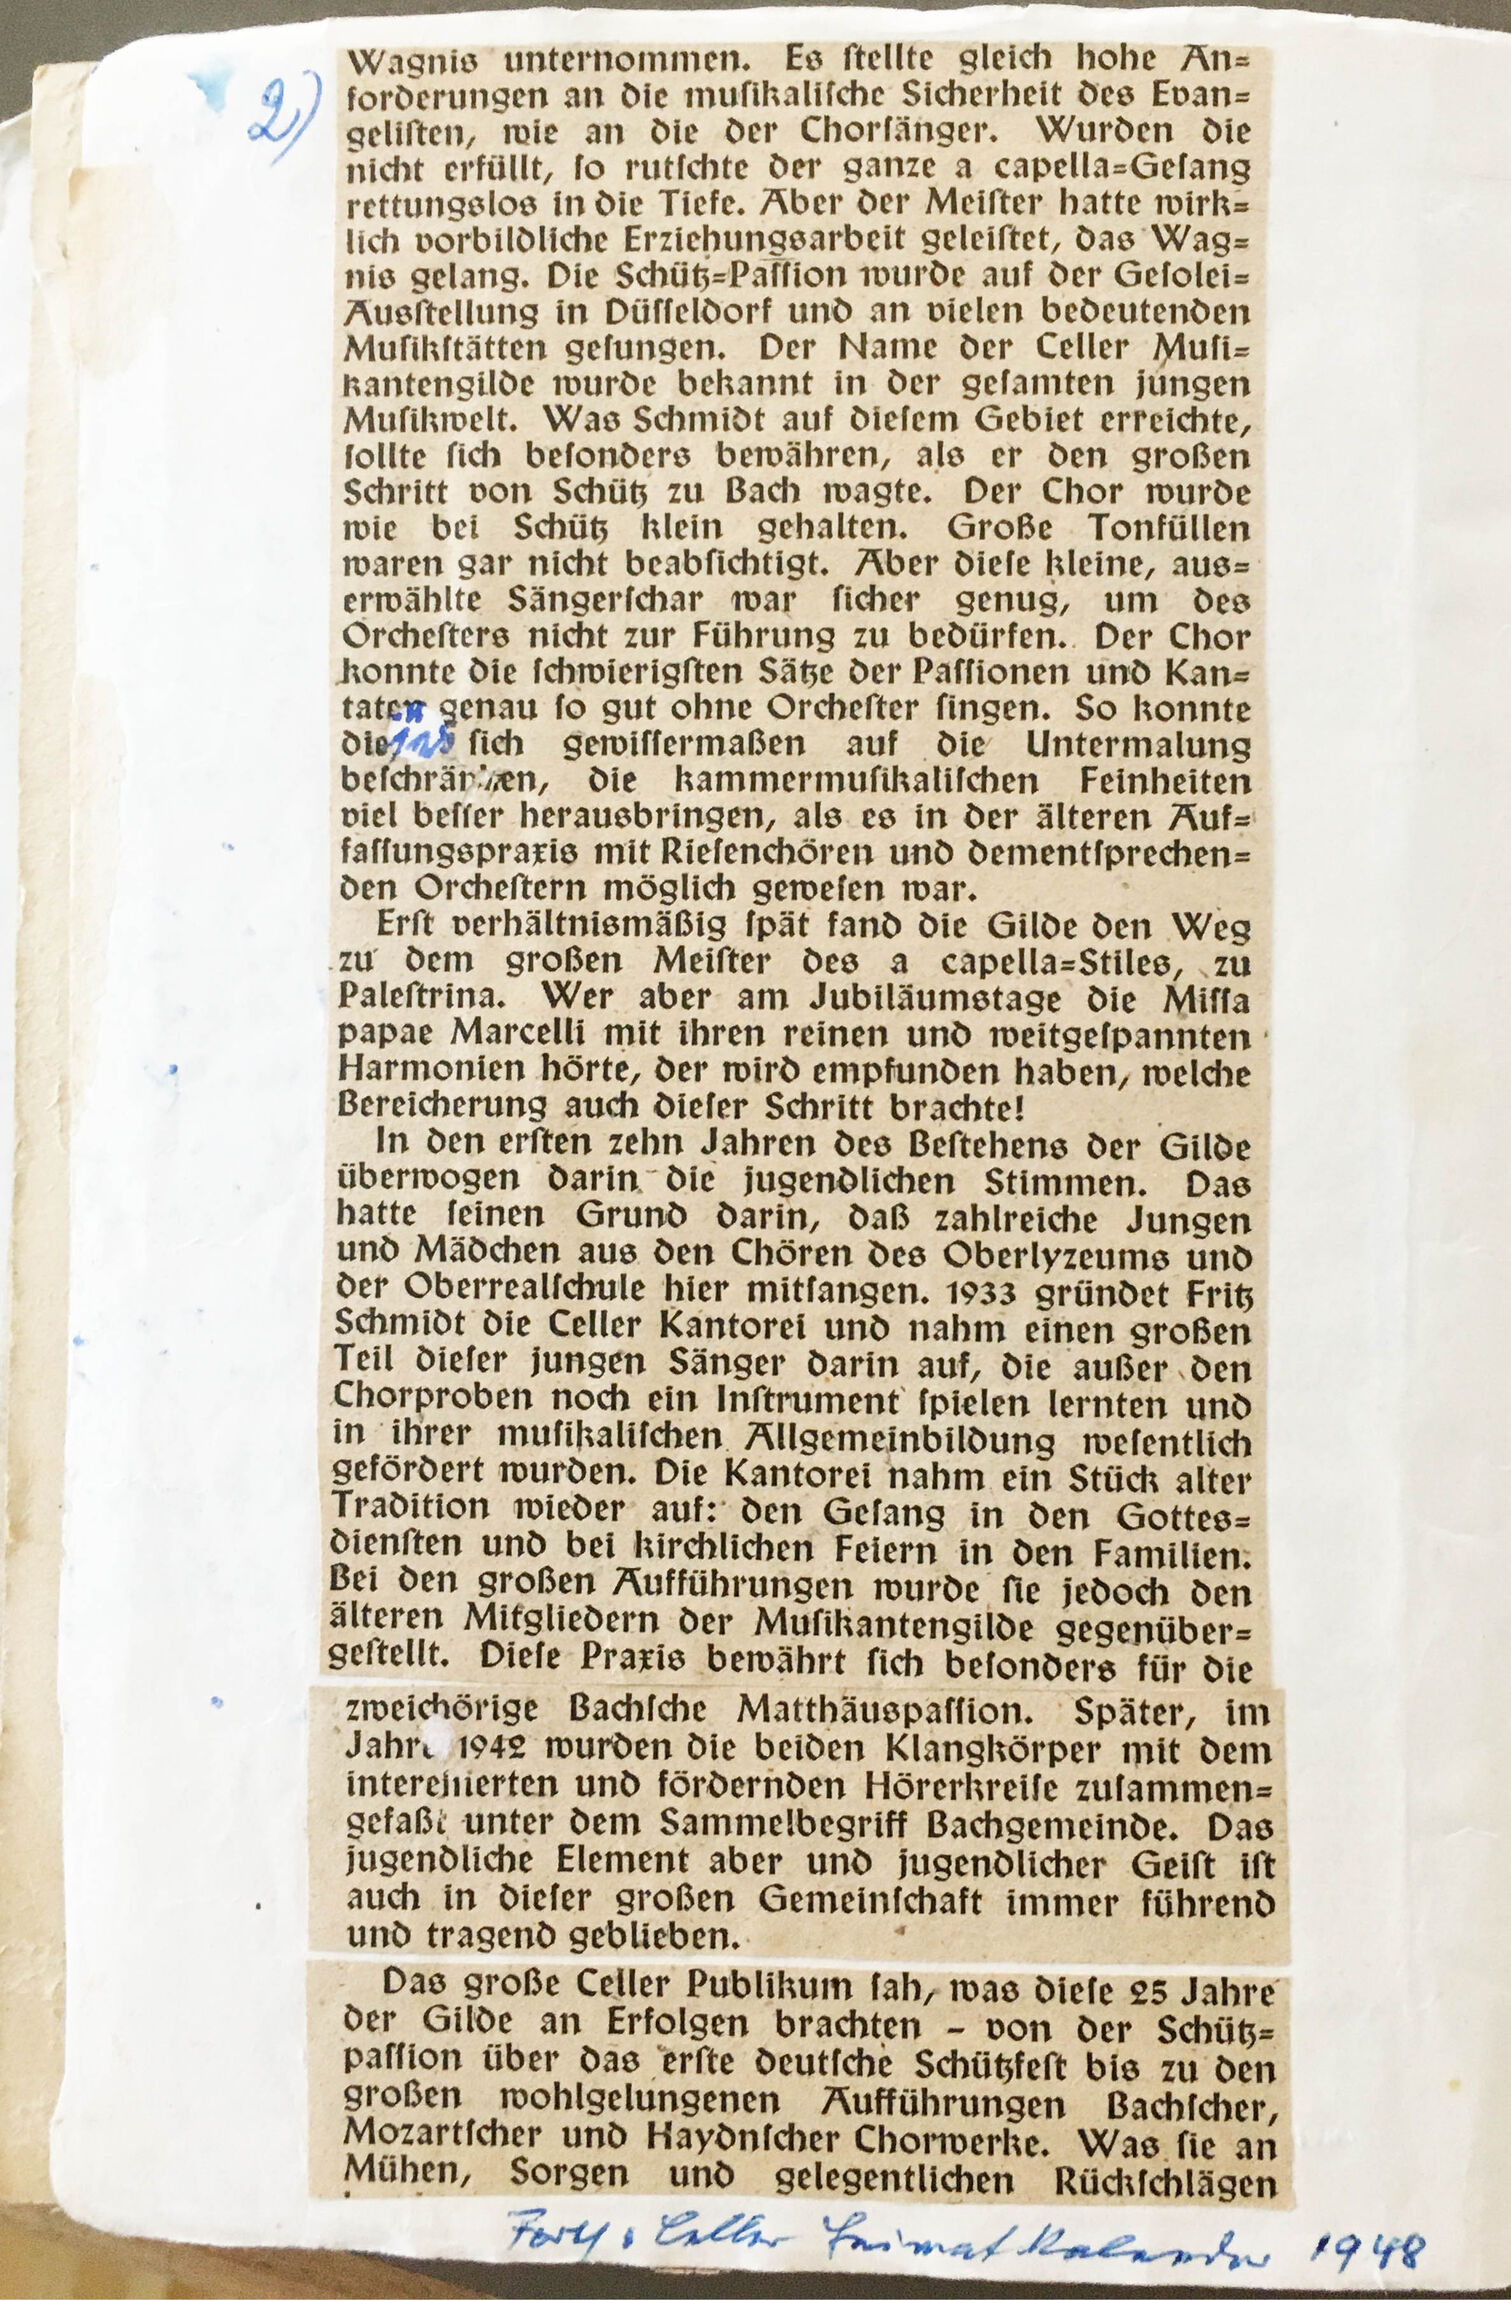 2)
Wagnis unternommen. Es ſtellte gleich hohe An=
forderungen an die muſikaliſche Sicherheit des Evan=
geliſten, wie an die der Chorſänger. Wurden die
nicht erfüllt, ſo rutſchte der ganze a capella=Geſang
rettungslos in die Tiefe. Aber der Meiſter hatte wirk=
lich vorbildliche Erziehungsarbeit geleiſtet, das Wag=
nis gelang. Die Schütz=Paſſion wurde auf der Geſolei=
Ausſtellung in Düſſeldorf und an vielen bedeutenden
Muſikſtätten geſungen. Der Name der Celler Muſi=
kantengilde wurde bekannt in der geſamten jungen
Muſikwelt. Was Schmidt auf dieſem Gebiet erreichte,
ſollte ſich beſonders bewähren, als er den großen
Schritt von Schütz zu Bach wagte. Der Chor wurde
wie bei Schütz klein gehalten. Große Tonfüllen
waren gar nicht beabſichtigt. Aber dieſe kleine, aus=
erwählte Sängerſchar war ſicher genug, um des
Orcheſters nicht zur Führung zu bedürfen. Der Chor
konnte die ſchwierigſten Sätze der Paſſionen und Kan=
taten genau ſo gut ohne Orcheſter ſingen. So konnte
ſich gewiſſermaßen auf die Untermalung
beſchränken, die kammermuſikaliſchen Feinheiten
viel beſſer herausbringen, als es in der älteren Auf=
faſſungspraxis mit Rieſenchören und dementſprechen=
den Orcheſtern möglich geweſen war.
Erſt verhältnismäßig ſpät fand die Gilde den Weg
zu dem großen Meiſter des a capella=Stiles, zu
Paleſtrina. Wer aber am Jubiläumstage die Miſſa
papae Marcelli mit ihren reinen und weitgeſpannten
Harmonien hörte, der wird empfunden haben, welche
Bereicherung auch dieſer Schritt brachte!
In den erſten zehn Jahren des Beſtehens der Gilde
überwogen darin die jugendlichen Stimmen. Das
hatte ſeinen Grund darin, daß zahlreiche Jungen
und Mädchen aus den Chören des Oberlyzeums und
der Oberrealſchule hier mitſangen. 1933 gründet Fritz
Schmidt die Celler Kantorei und nahm einen großen
Teil dieſer jungen Sänger darin auf, die außer den
Chorproben noch ein Inſtrument ſpielen lernten und
in ihrer muſikaliſchen Allgemeinbildung weſentlich
gefördert wurden. Die Kantorei nahm ein Stück alter
Tradition wieder auf: den Geſang in den Gottes=
dienſten und bei kirchlichen Feiern in den Familien.
Bei den großen Aufführungen wurde ſie jedoch den
älteren Mitgliedern der Muſikantengilde gegenüber=
geſtellt. Dieſe Praxis bewährt ſich beſonders für die
zweichörige Bachſche Matthäuspaſſion. Später, im
Jahre 1942 wurden die beiden Klangkörper mit dem
intereſſierten und fördernden Hörerkreiſe zuſammen=
gefaßt unter dem Sammelbegriff Bachgemeinde. Das
jugendliche Element aber und jugendlicher Geiſt iſt
auch in dieſer großen Gemeinſchaft immer führend
und tragend geblieben.
Das große Celler Publikum ſah, was dieſe 25 Jahre
der Gilde an Erfolgen brachten – von der Schütz=
paſſion über das erſte deutſche Schützfeſt bis zu den
großen wohlgelungenen Aufführungen Bachſcher,
Mozartſcher und Haydnſcher Chorwerke. Was ſie an
Mühen, Sorgen und gelegentlichen Rückſchlägen
Celler Heimat Kalender 1948